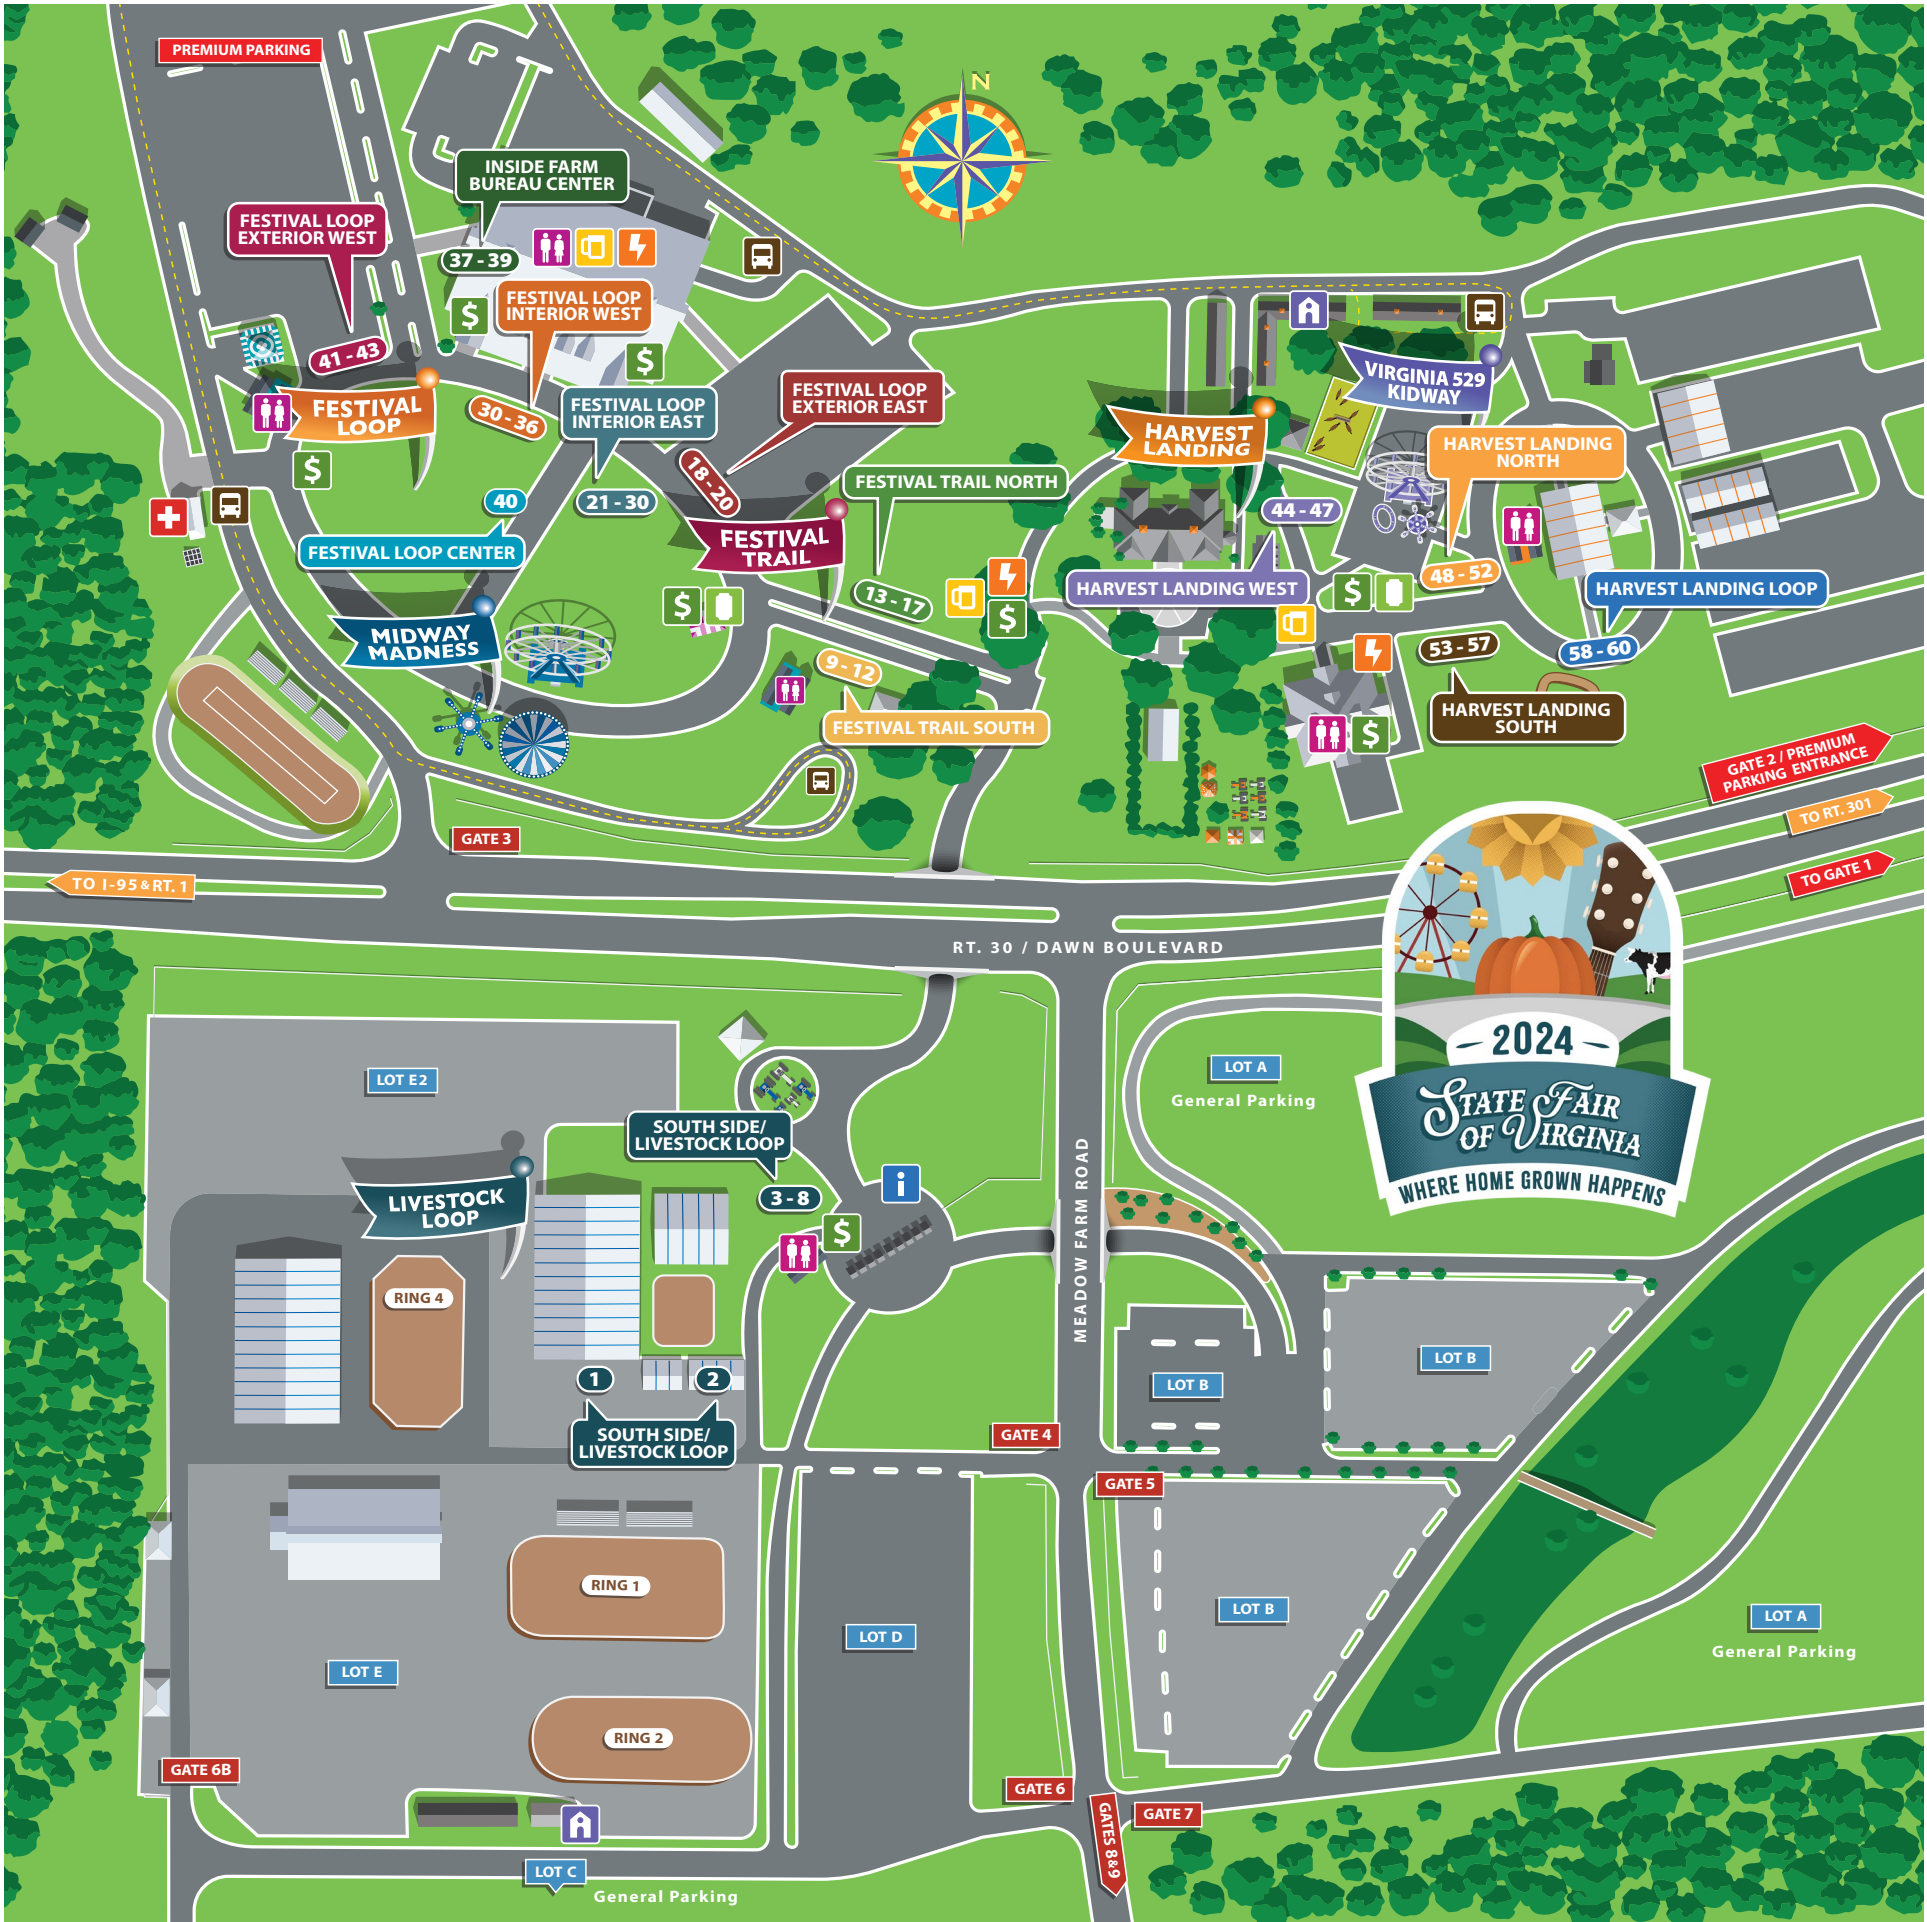 PREMIUM PARKING
N
INSIDE FARM
BUREAU CENTER
FESTIVAL LOOP
EXTERIOR WEST
37 - 39
$
FESTIVAL LOOP
INTERIOR WEST
$
41 - 43
FESTIVAL
LOOP
30 - 36
FESTIVAL LOOP
INTERIOR EAST
FESTIVAL LOOP
EXTERIOR EAST
VIRGINIA 529
KIDWAY
HARVEST
LANDING
HARVEST LANDING
NORTH
$
18 - 20
FESTIVAL TRAIL NORTH
40
21 - 30
44 - 47
FESTIVAL LOOP CENTER
FESTIVAL
TRAIL
HARVEST LANDING WEST
48 - 52
HARVEST LANDING LOOP
$
13 - 17
$
$
MIDWAY
MADNESS
9 - 12
53 - 57
58 - 60
FESTIVAL TRAIL SOUTH
$
HARVEST LANDING
SOUTH
GATE 2 / PREMIUM
PARKING ENTRANCE
TO RT. 301
TO GATE 1
GATE 3
TO I-95 & RT. 1
RT. 30 / DAWN BOULEVARD
2024
STATE FAIR
OF VIRGINIA
WHERE HOME GROWN HAPPENS
LOT E2
LOT A
General Parking
SOUTH SIDE/
LIVESTOCK LOOP
3 - 8
i
$
LIVESTOCK
LOOP
MEADOW FARM ROAD
RING 4
1
2
SOUTH SIDE/
LIVESTOCK LOOP
LOT B
LOT B
GATE 4
GATE 5
RING 1
LOT B
LOT D
LOT A
General Parking
LOT E
RING 2
GATE 6B
GATE 6
GATE 7
GATES 8&9
LOT C
General Parking